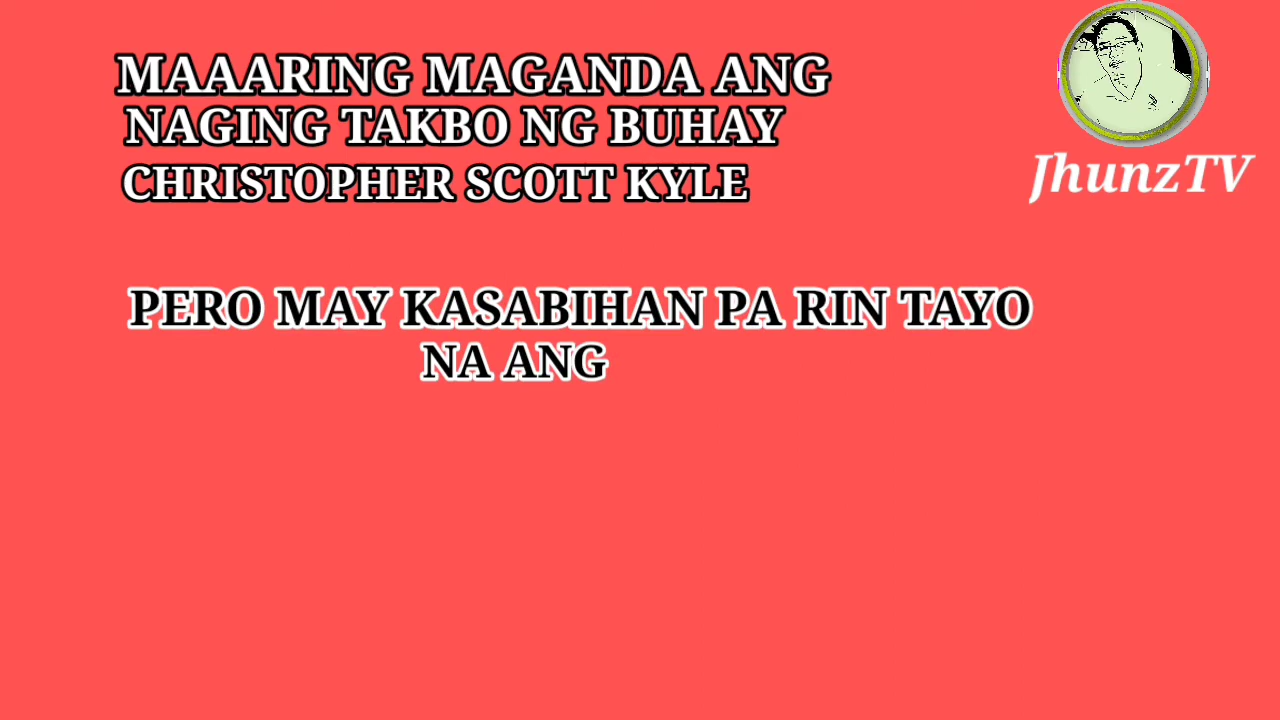 MAAARING MAGANDA ANG
NAGING TAKBO NG BUHAY
CHRISTOPHER SCOTT KYLE
JhunzTV
PERO MAY KASABIHAN PA RIN TAYO
NA ANG